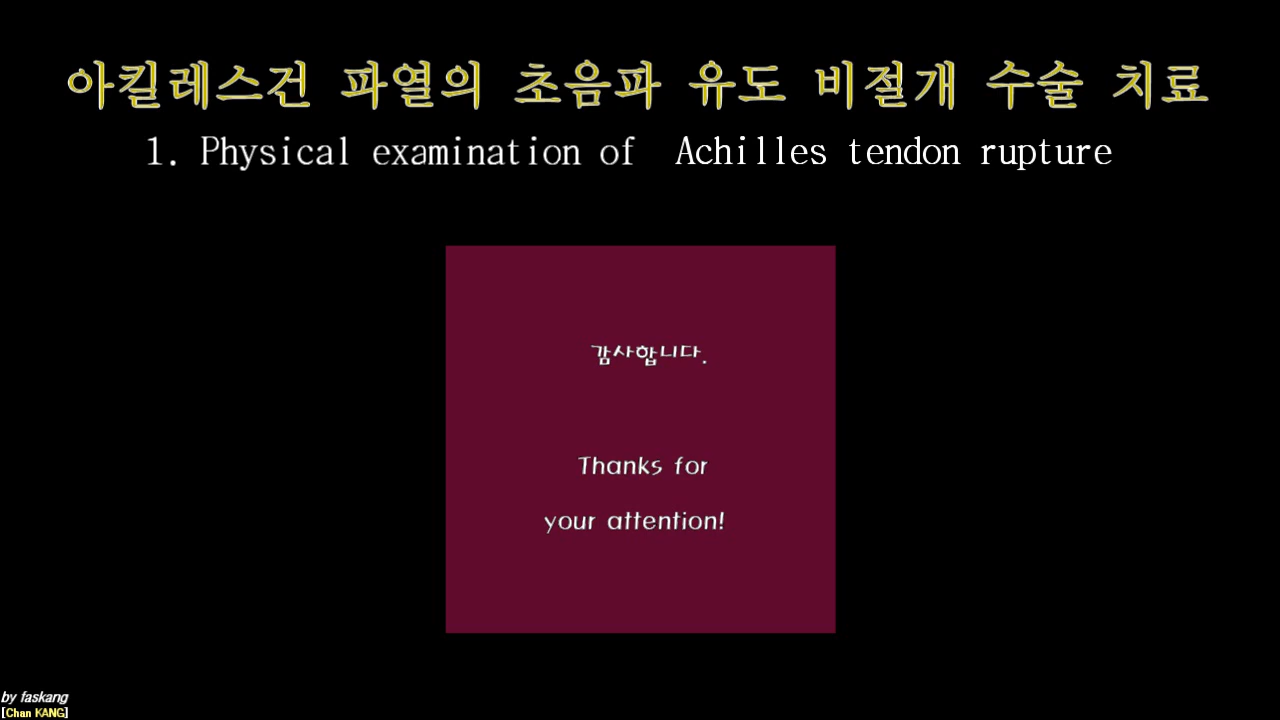 아킬레스건 파열의 초음파 유도 비절개 수술 치료
1. Physical examination of Achilles tendon rupture
감사합니다.
Thanks for
your attention!
by faskang
[Chan KANG]